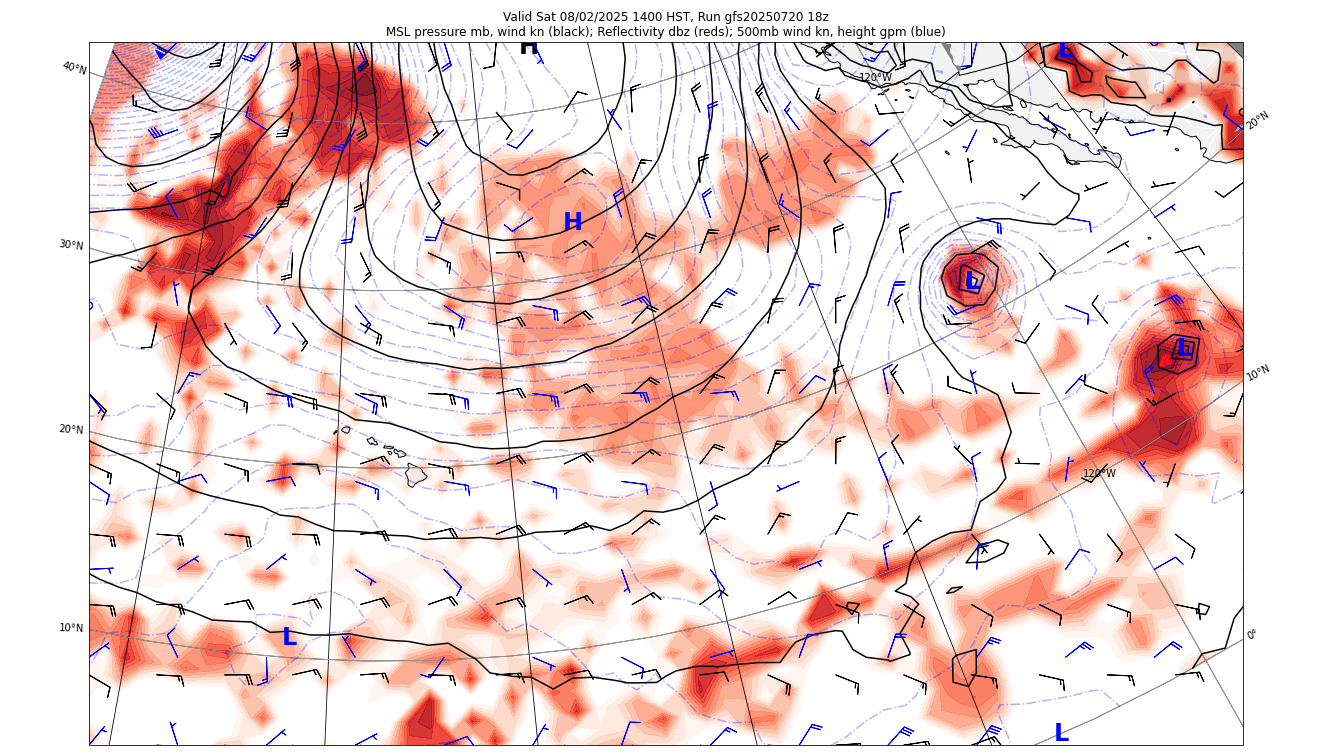 Valid Sat 08/02/2025 1400 HST, Run gfs20250720 18z
MSL pressure mb, wind kn (black); Reflectivity dbz (reds); 500mb wind kn, height gpm (blue)
H
L
40°N
120°W
20°N
H
30°N
L
L
10°N
20°N
120°W
10°N
L
0°
L